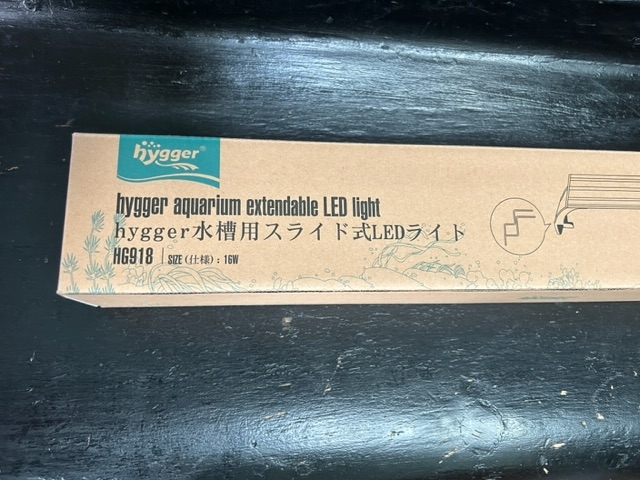 hygger
hygger aquarium extendable LED light
hygger水槽用スライド式LEDライト
HG918 | SIZE (仕様) : 16W